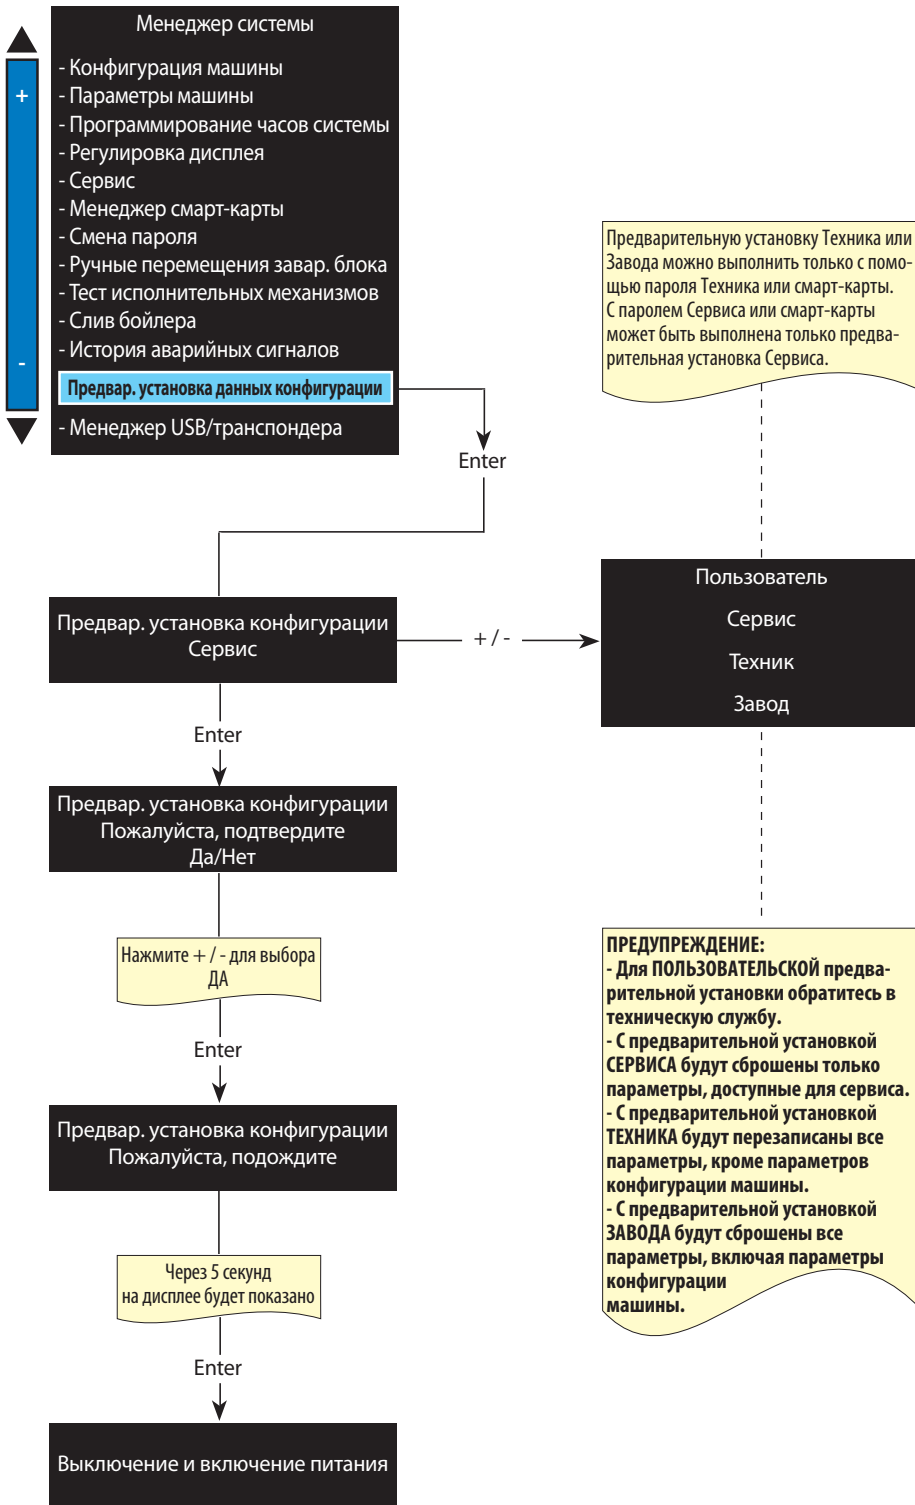 Менеджер системы
+
- Конфигурация машины
- Параметры машины
- Программирование часов системы
- Регулировка дисплея
- Сервис
- Менеджер смарт-карты
- Смена пароля
- Ручные перемещения завар. блока
- Тест исполнительных механизмов
- Слив бойлера
- История аварийных сигналов
-
Предвар. установка данных конфигурации
- Менеджер USB/транспондера
Enter
Предварительную установку Техника или
Завода можно выполнить только с помо-
щью пароля Техника или смарт-карты.
С паролем Сервиса или смарт-карты
может быть выполнена только предва-
рительная установка Сервиса.
Предвар. установка конфигурации
Сервис
+ / -
Пользователь
Сервис
Техник
Завод
Enter
Предвар. установка конфигурации
Пожалуйста, подтвердите
Да/Нет
Нажмите + / - для выбора
ДА
Enter
Предвар. установка конфигурации
Пожалуйста, подождите
Через 5 секунд
на дисплее будет показано
Enter
Выключение и включение питания
ПРЕДУПРЕЖДЕНИЕ:
- Для ПОЛЬЗОВАТЕЛЬСКОЙ предва-
рительной установки обратитесь в
техническую службу.
- С предварительной установкой
СЕРВИСА будут сброшены только
параметры, доступные для сервиса.
- С предварительной установкой
ТЕХНИКА будут перезаписаны все
параметры, кроме параметров
конфигурации машины.
- С предварительной установкой
ЗАВОДА будут сброшены все
параметры, включая параметры
конфигурации
машины.